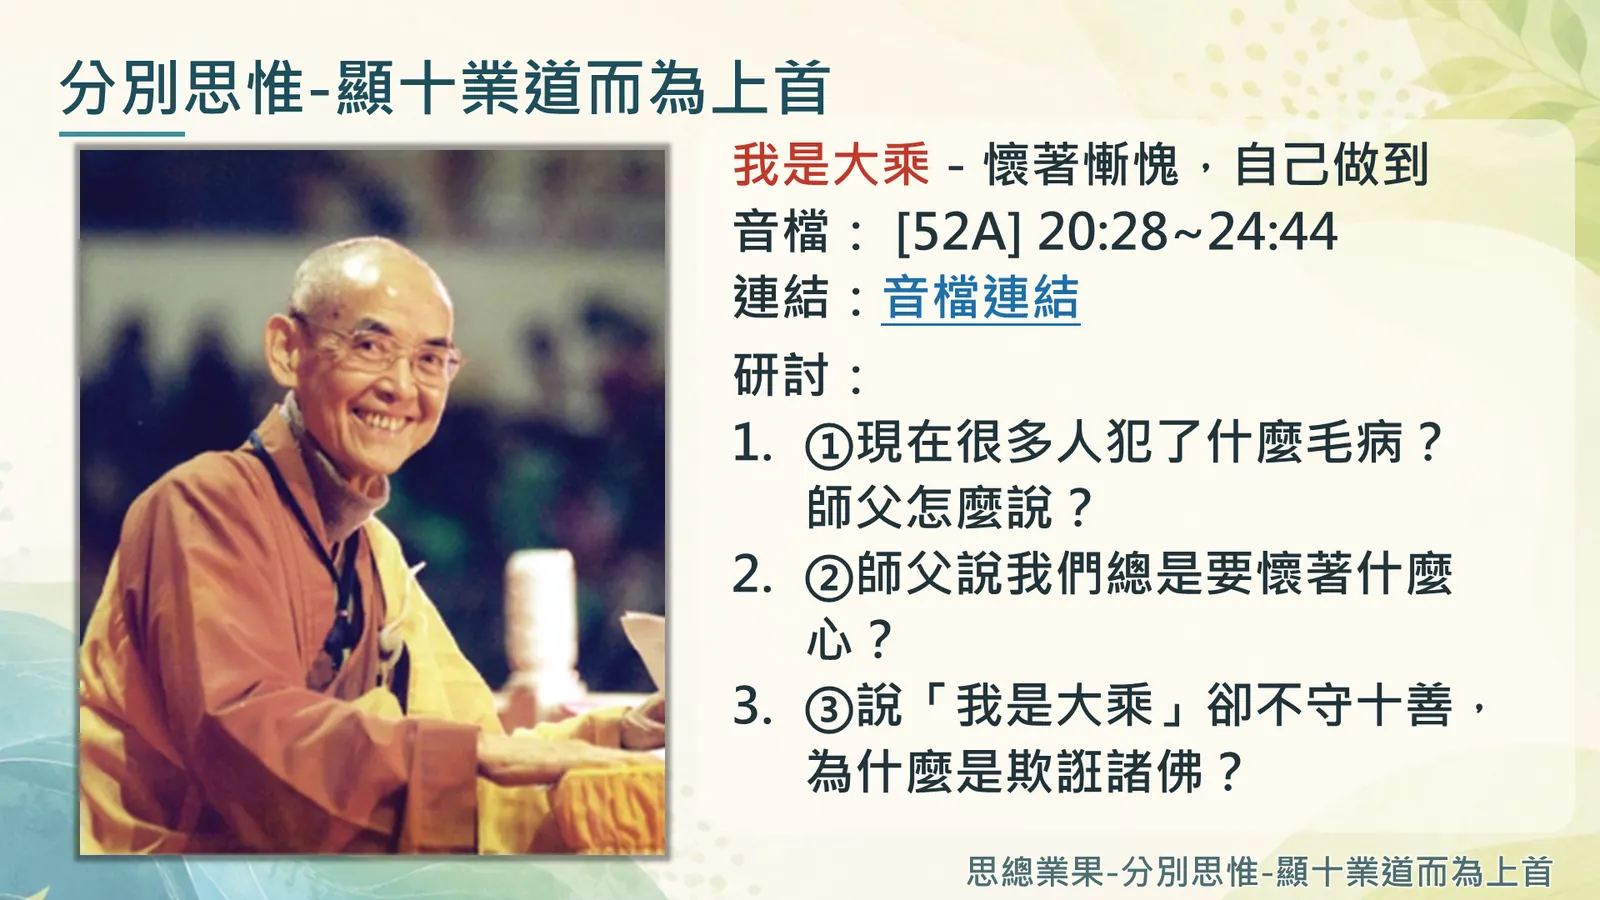 分別思惟-顯十業道而為上首
我是大乘 - 懷著慚愧，自己做到
音檔： [52A] 20:28~24:44
連結：音檔連結
研討：
1. ①現在很多人犯了什麼毛病？
師父怎麼說？
2. ②師父說我們總是要懷著什麼
心？
3. ③說「我是大乘」卻不守十善，
為什麼是欺誑諸佛？
思總業果-分別思惟-顯十業道而為上首